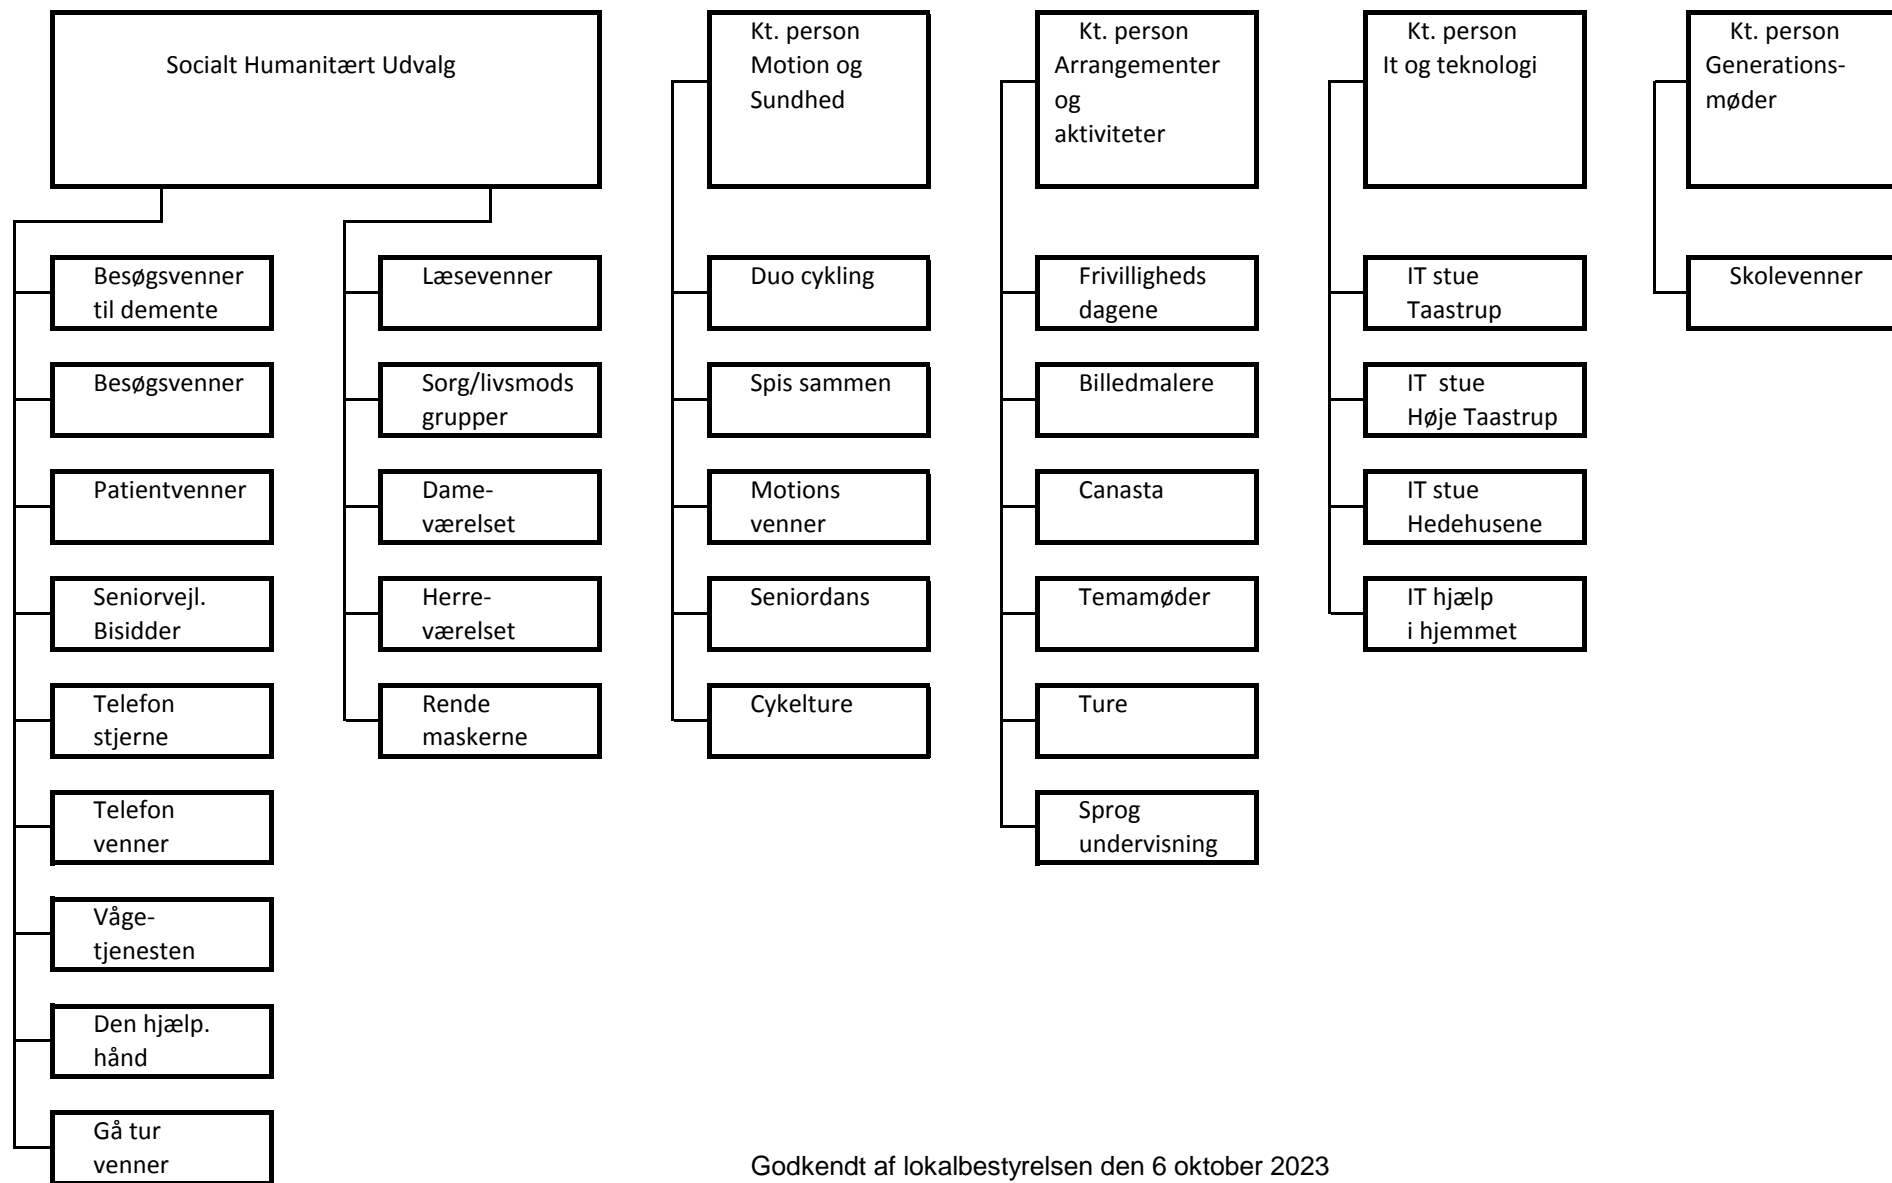 Socialt Humanitært Udvalg
Kt. person
Motion og
Sundhed
Kt. person
Arrangementer
og
aktiviteter
Kt. person
It og teknologi
Kt. person
Generations-
møder
Besøgsvenner
til demente
Besøgsvenner
Patientvenner
Seniorvejl.
Bisidder
Telefon
stjerne
Telefon
venner
Våge-
tjenesten
Den hjælp.
hånd
Gå tur
venner
Læsevenner
Sorg/livsmods
grupper
Dame-
værelset
Herre-
værelset
Rende
maskerne
Duo cykling
Spis sammen
Motions
venner
Seniordans
Cykelture
Frivilligheds
dagene
Billedmalere
Canasta
Temamøder
Ture
Sprog
undervisning
IT stue
Taastrup
IT  stue
Høje Taastrup
IT stue
Hedehusene
IT hjælp
i hjemmet
Skolevenner
Godkendt af lokalbestyrelsen den 6 oktober 2023